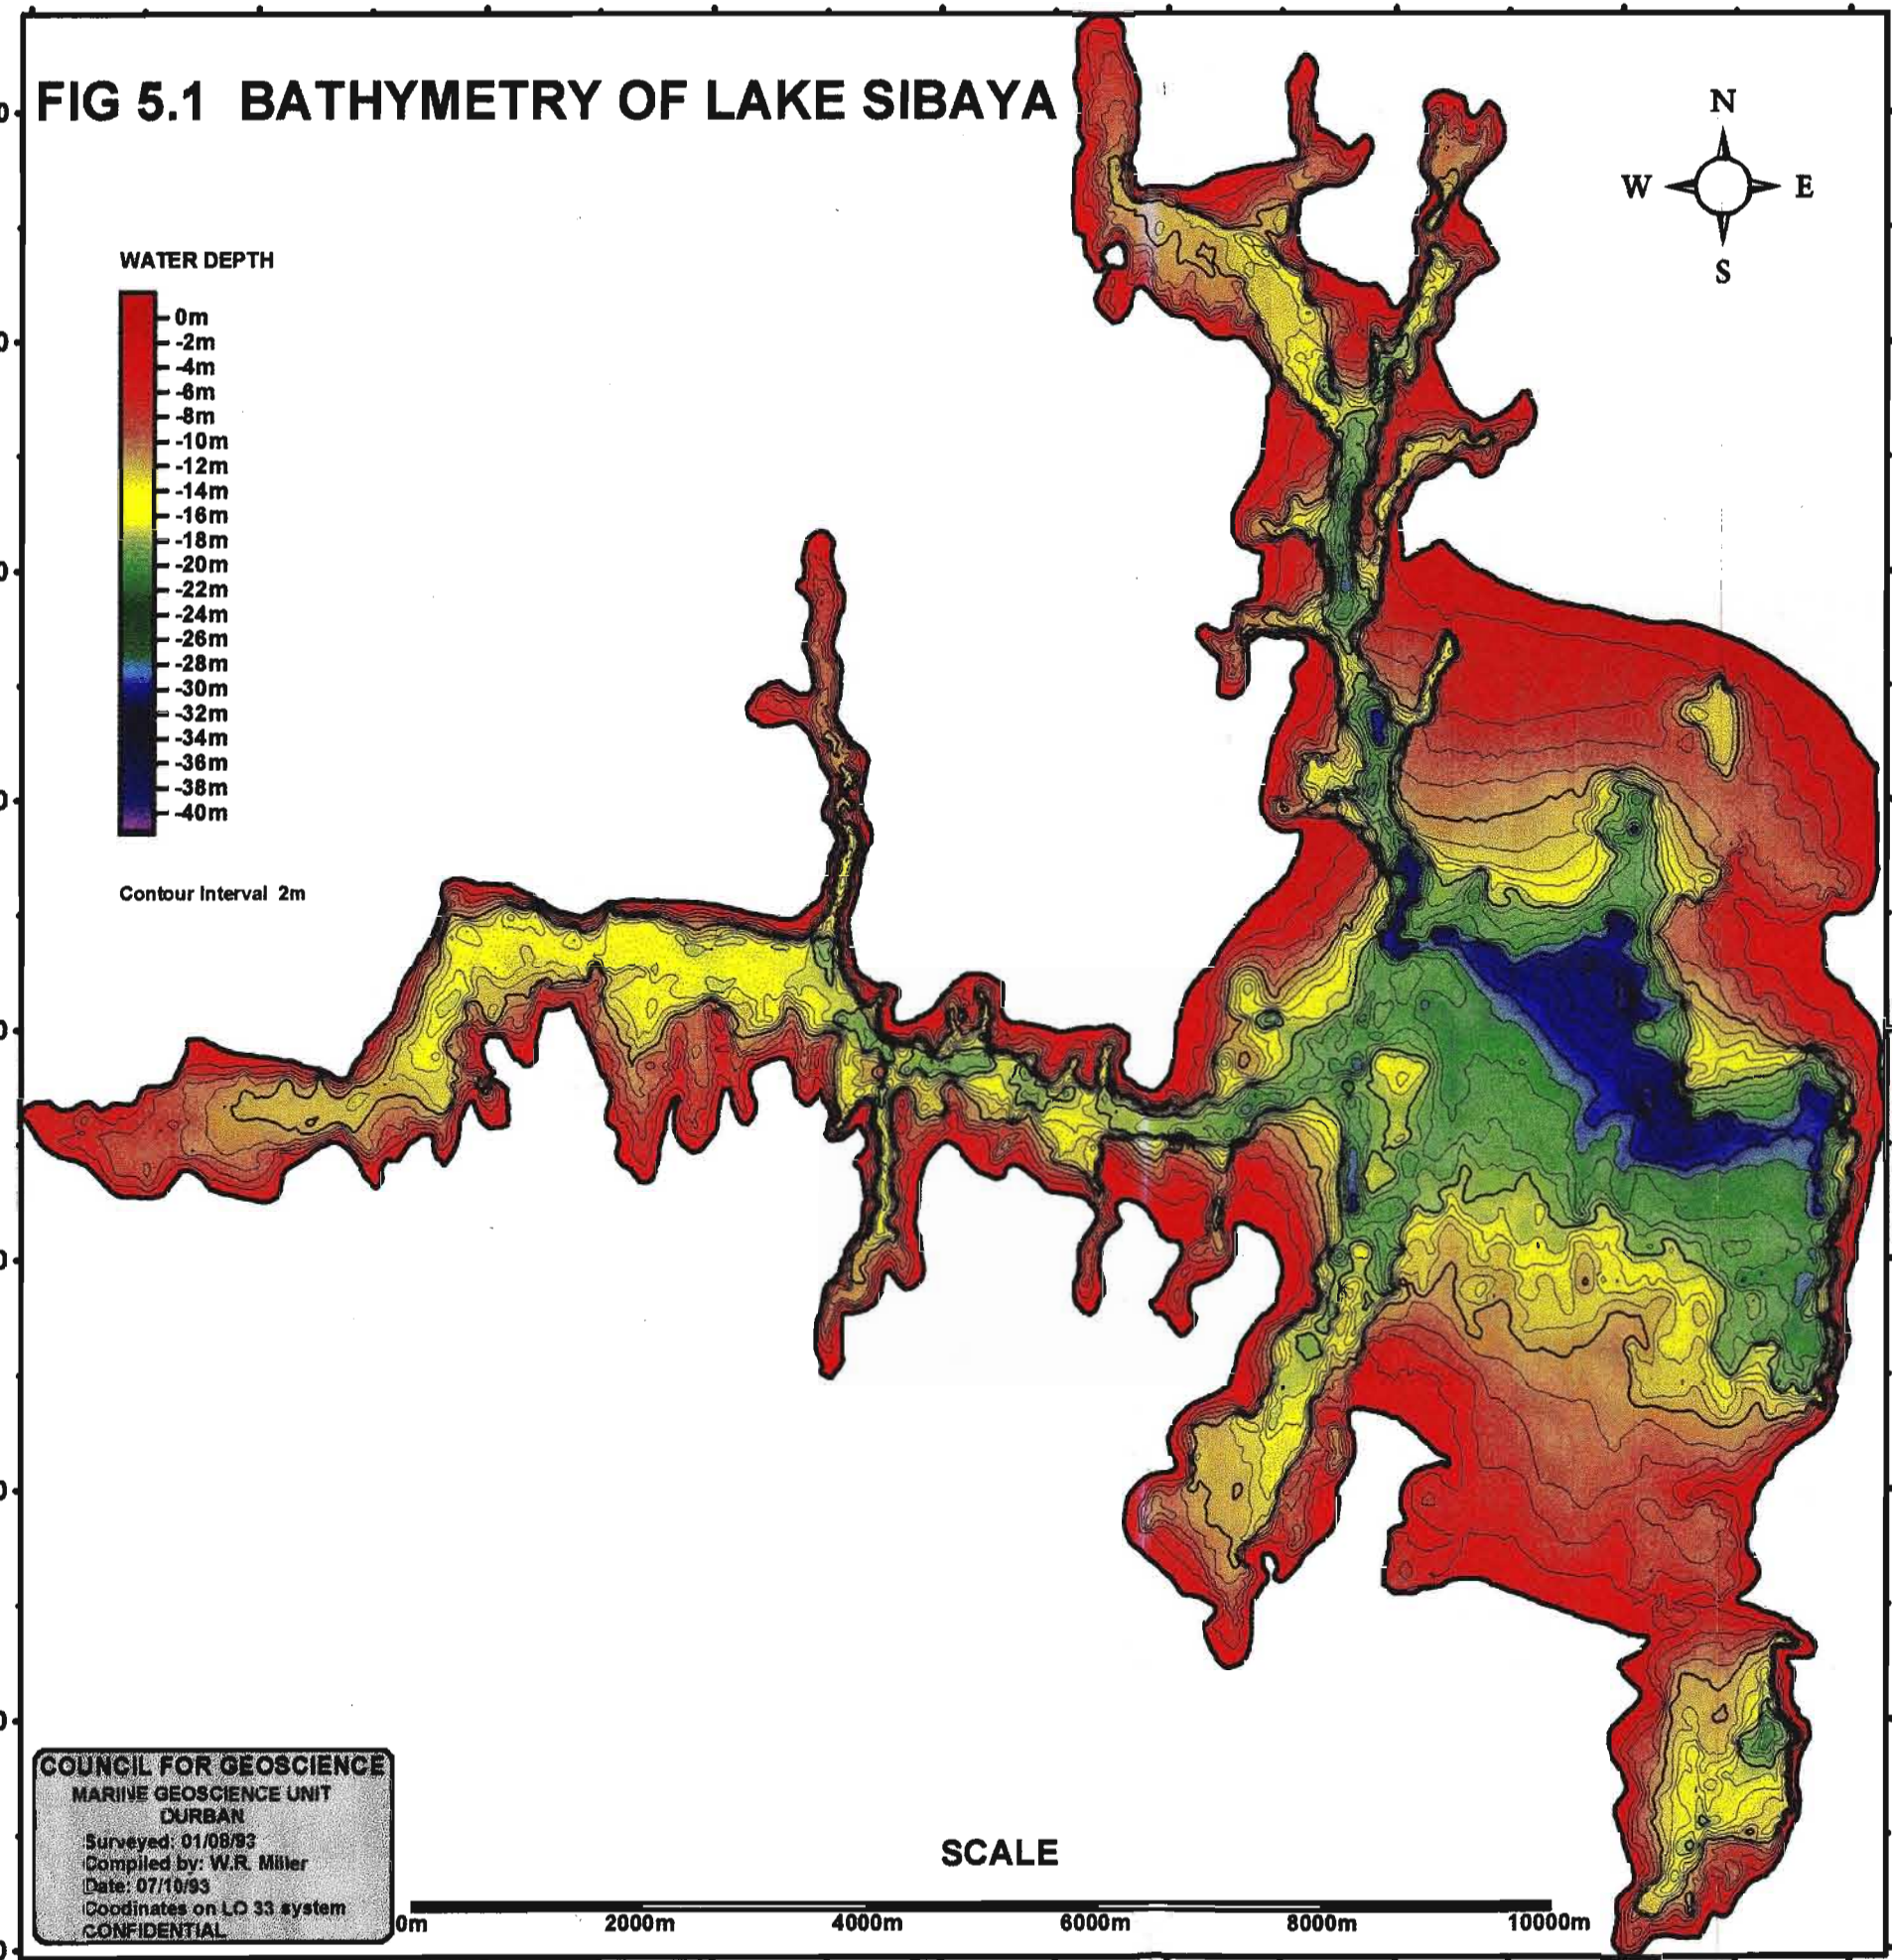 FIG 5.1 BATHYMETRY OF LAKE SIBAYA
N
W
E
S
WATER DEPTH
0m
-2m
-4m
-6m
-8m
-10m
-12m
-14m
-16m
-18m
-20m
-22m
-24m
-26m
-28m
-30m
-32m
-34m
-36m
-38m
-40m
Contour Interval 2m
COUNCIL FOR GEOSCIENCE
MARINE GEOSCIENCE UNIT
DURBAN
Surveyed: 01/08/93
Compiled by: W.R. Miller
Date: 07/10/93
Coodinates on LO 33 system
CONFIDENTIAL
SCALE
0m 2000m 4000m 6000m 8000m 10000m